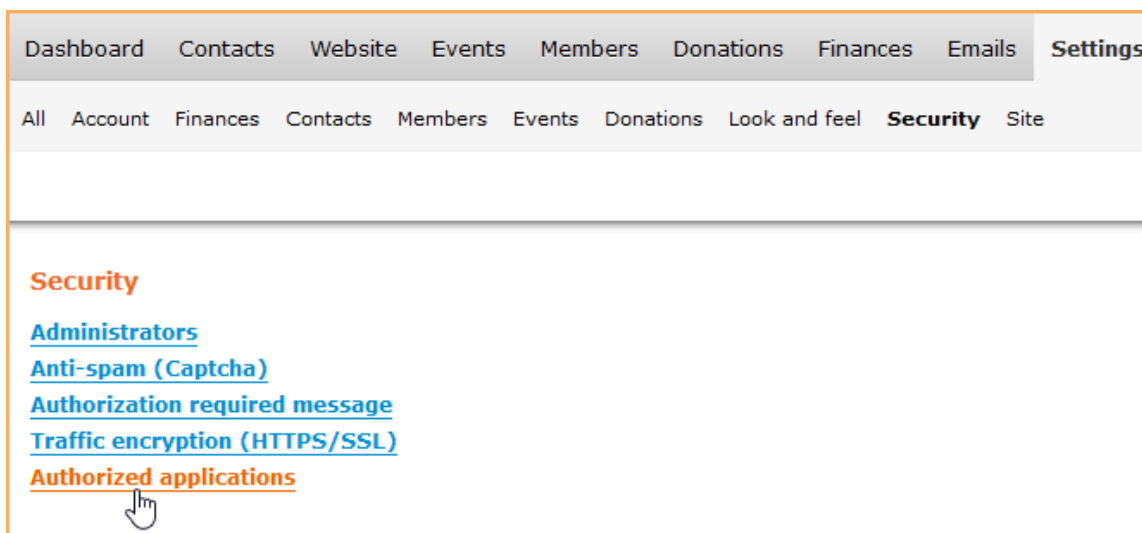 Dashboard Contacts Website Events Members Donations Finances Emails Settings
All Account Finances Contacts Members Events Donations Look and feel Security Site
Security
Administrators
Anti-spam (Captcha)
Authorization required message
Traffic encryption (HTTPS/SSL)
Authorized applications